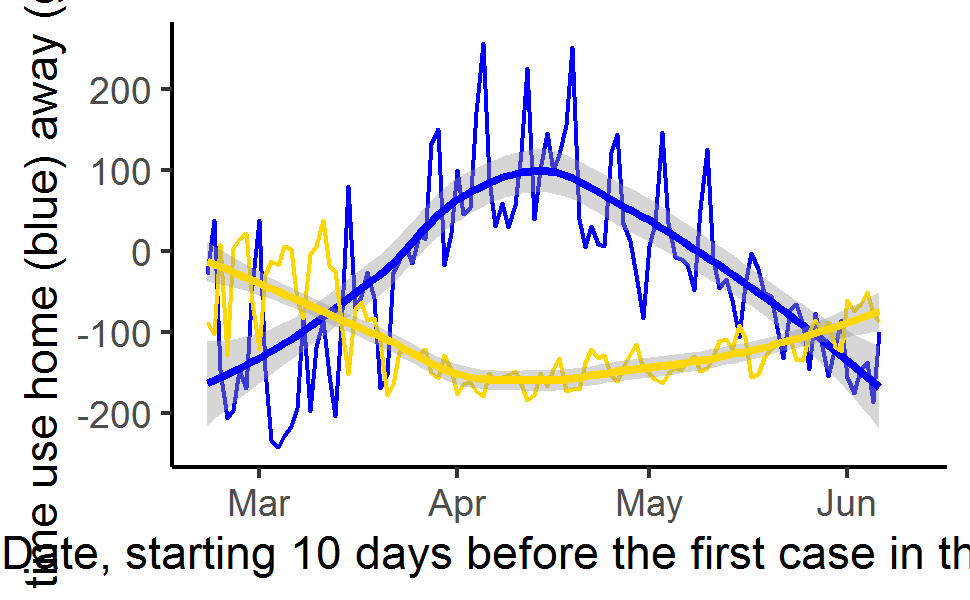 time use home (blue) away (g
200
100
0
-100
-200
Mar Apr May Jun
Date, starting 10 days before the first case in th